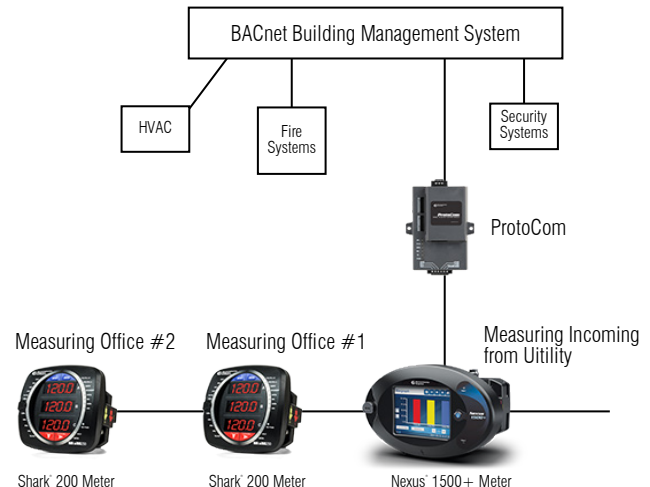 BACnet Building Management System
HVAC
Fire
Systems
Security
Systems
ProtoCom
ProtoCom
Measuring Office #2
Measuring Office #1
Measuring Incoming
from Uitility
120.0
120.0
120.0
120.0
120.0
120.0
Shark® 200 Meter
Shark® 200 Meter
Nexus® 1500+ Meter